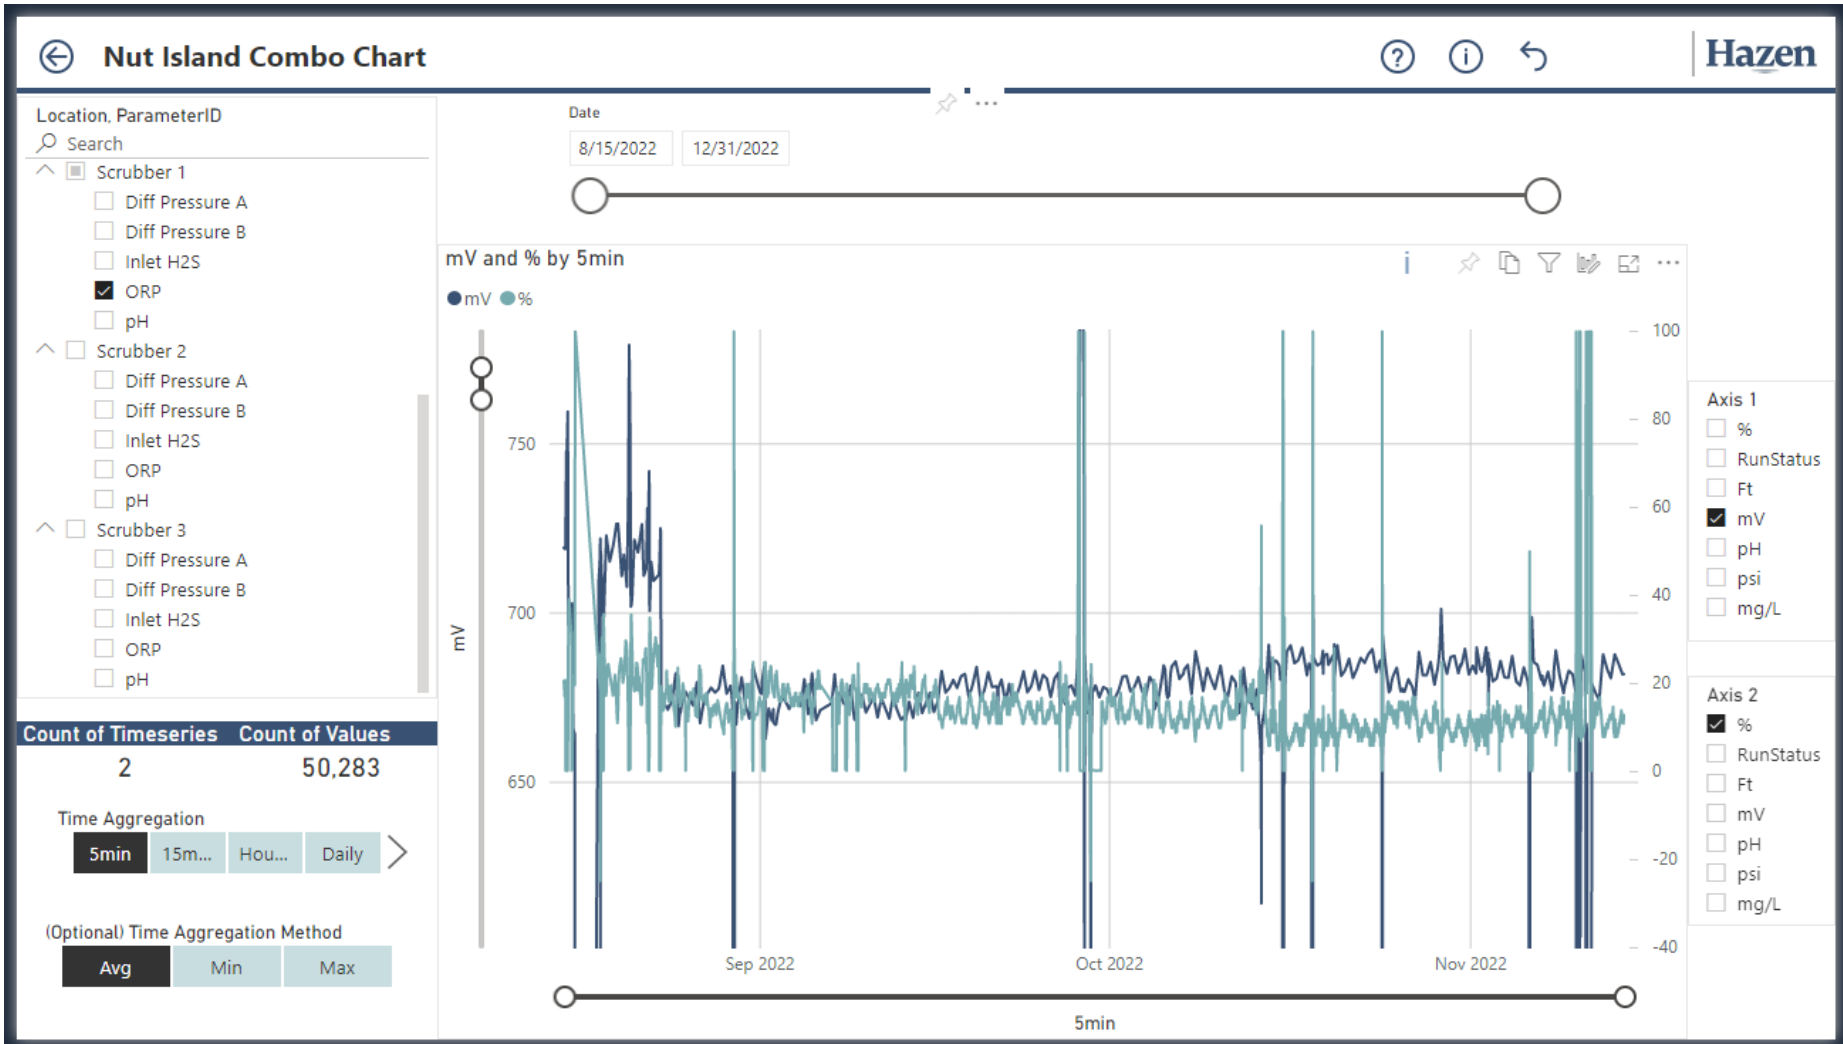 Nut Island Combo Chart
Hazen
Location, ParameterID
Search
Scrubber 1
Diff Pressure A
Diff Pressure B
Inlet H2S
ORP
pH
Scrubber 2
Diff Pressure A
Diff Pressure B
Inlet H2S
ORP
pH
Scrubber 3
Diff Pressure A
Diff Pressure B
Inlet H2S
ORP
pH
Count of Timeseries Count of Values
2 50,283
Time Aggregation
5min 15m... Hou... Daily
(Optional) Time Aggregation Method
Avg Min Max
Date
8/15/2022 12/31/2022
mV and % by 5min
mV %
750
700
650
mV
100
80
60
40
20
0
-20
-40
Sep 2022 Oct 2022 Nov 2022
5min
Axis 1
%
RunStatus
Ft
mV
pH
psi
mg/L
Axis 2
%
RunStatus
Ft
mV
pH
psi
mg/L